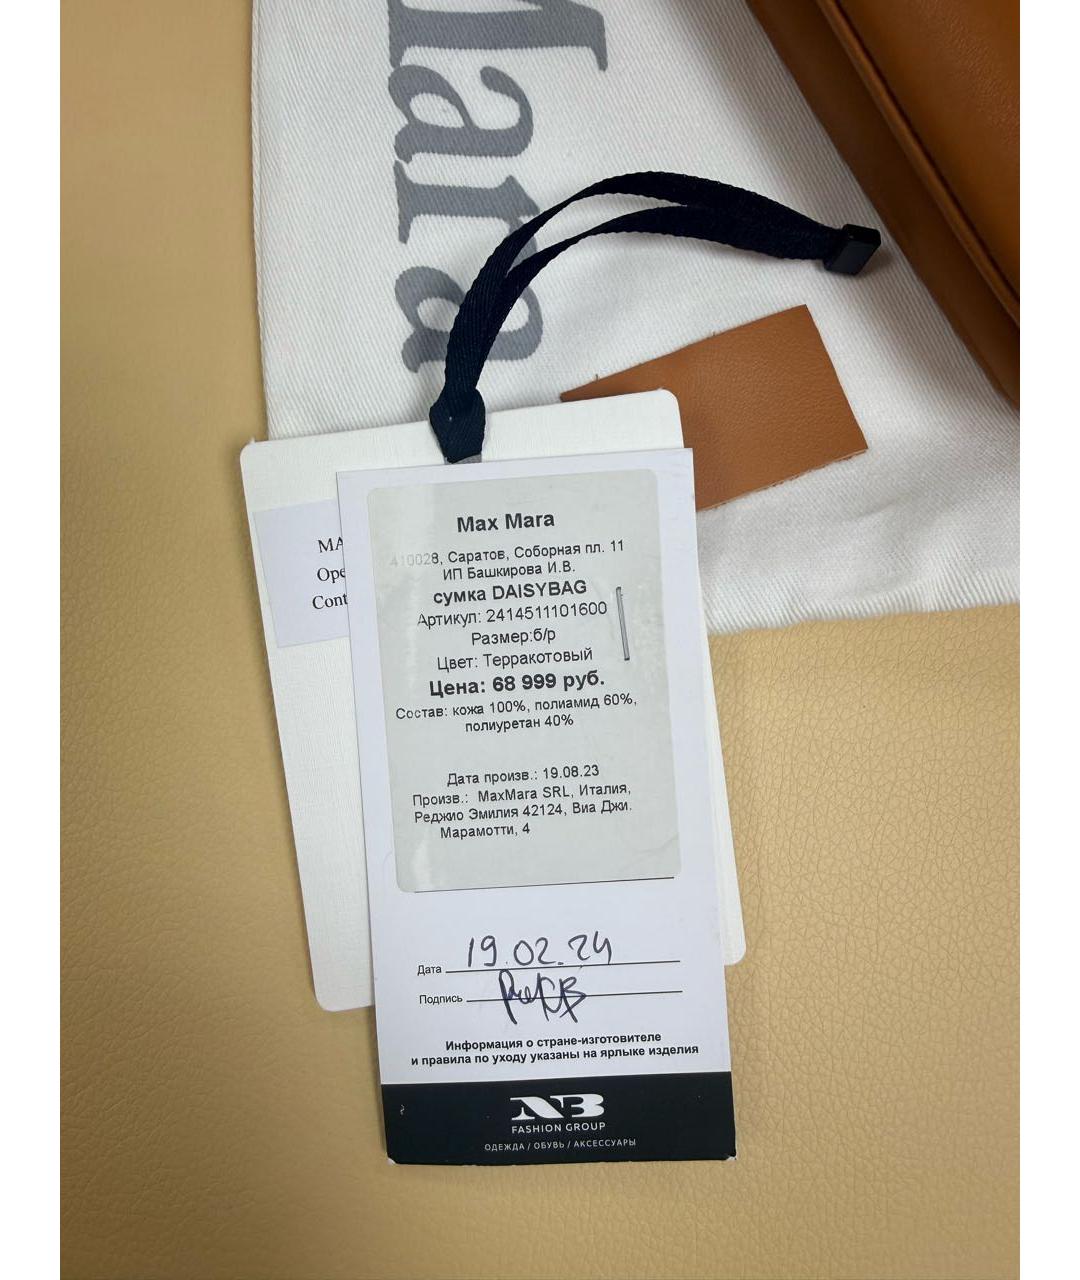 Mara
MA
Ope
Cont
Max Mara
410028, Саратов, Соборная пл. 11
ИП Башкирова И.В.
сумка DAISYBAG
Артикул: 2414511101600
Размер:б/р
Цвет: Терракотовый
Цена: 68 999 руб.
Состав: кожа 100%, полиамид 60%,
полиуретан 40%
Дата произв.: 19.08.23
Произв.: MaxMara SRL, Италия,
Реджио Эмилия 42124, Виа Джи.
Марамотти, 4
Дата 19.02.24
Подпись
Информация о стране-изготовителе
и правила по уходу указаны на ярлыке изделия
NB
FASHION GROUP
ОДЕЖДА / ОБУВЬ / АКСЕССУАРЫ